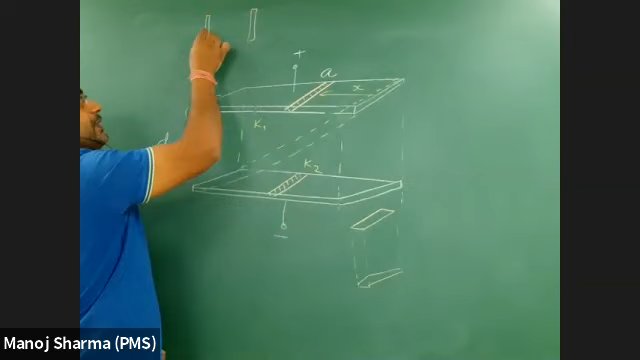 +
a
x
K1
d
K2
−
Manoj Sharma (PMS)